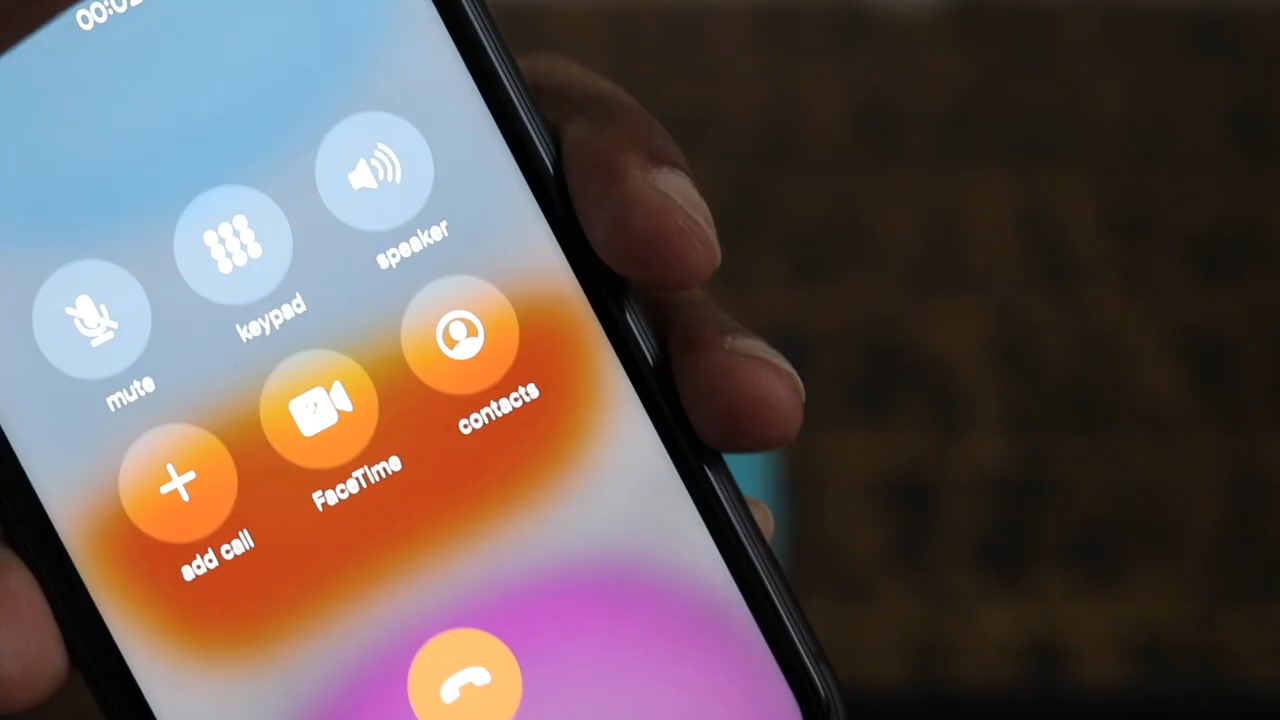 mute
keypad
speaker
add call
FaceTime
contacts